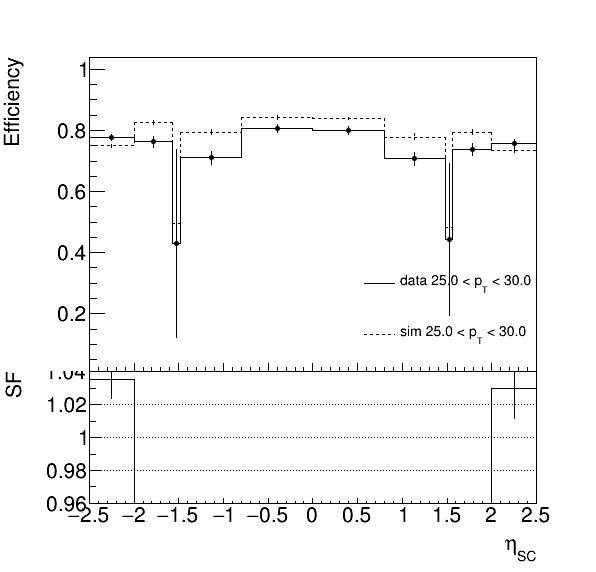 Efficiency
1
0.8
0.6
0.4
0.2
data 25.0 < p_T < 30.0
sim 25.0 < p_T < 30.0
SF
1.04
1.02
1
0.98
0.96
−2.5 −2 −1.5 −1 −0.5 0 0.5 1 1.5 2 2.5
η_SC